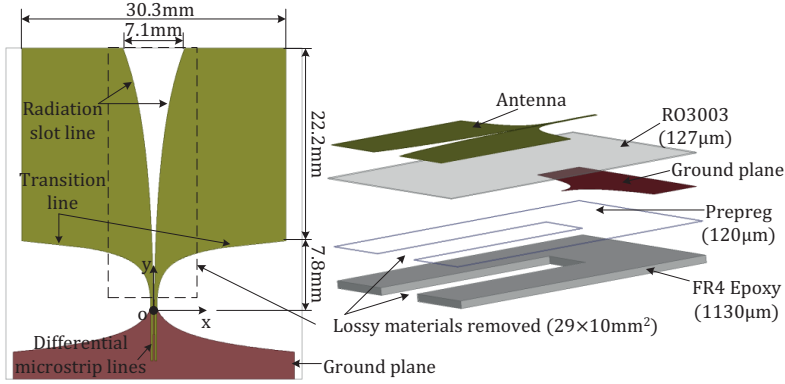 30.3mm
7.1mm
Radiation
slot line
Transition
line
22.2mm
7.8mm
y
o
x
Differential
microstrip lines
Ground plane
Antenna
RO3003
(127μm)
Ground plane
Prepreg
(120μm)
FR4 Epoxy
(1130μm)
Lossy materials removed (29×10mm²)